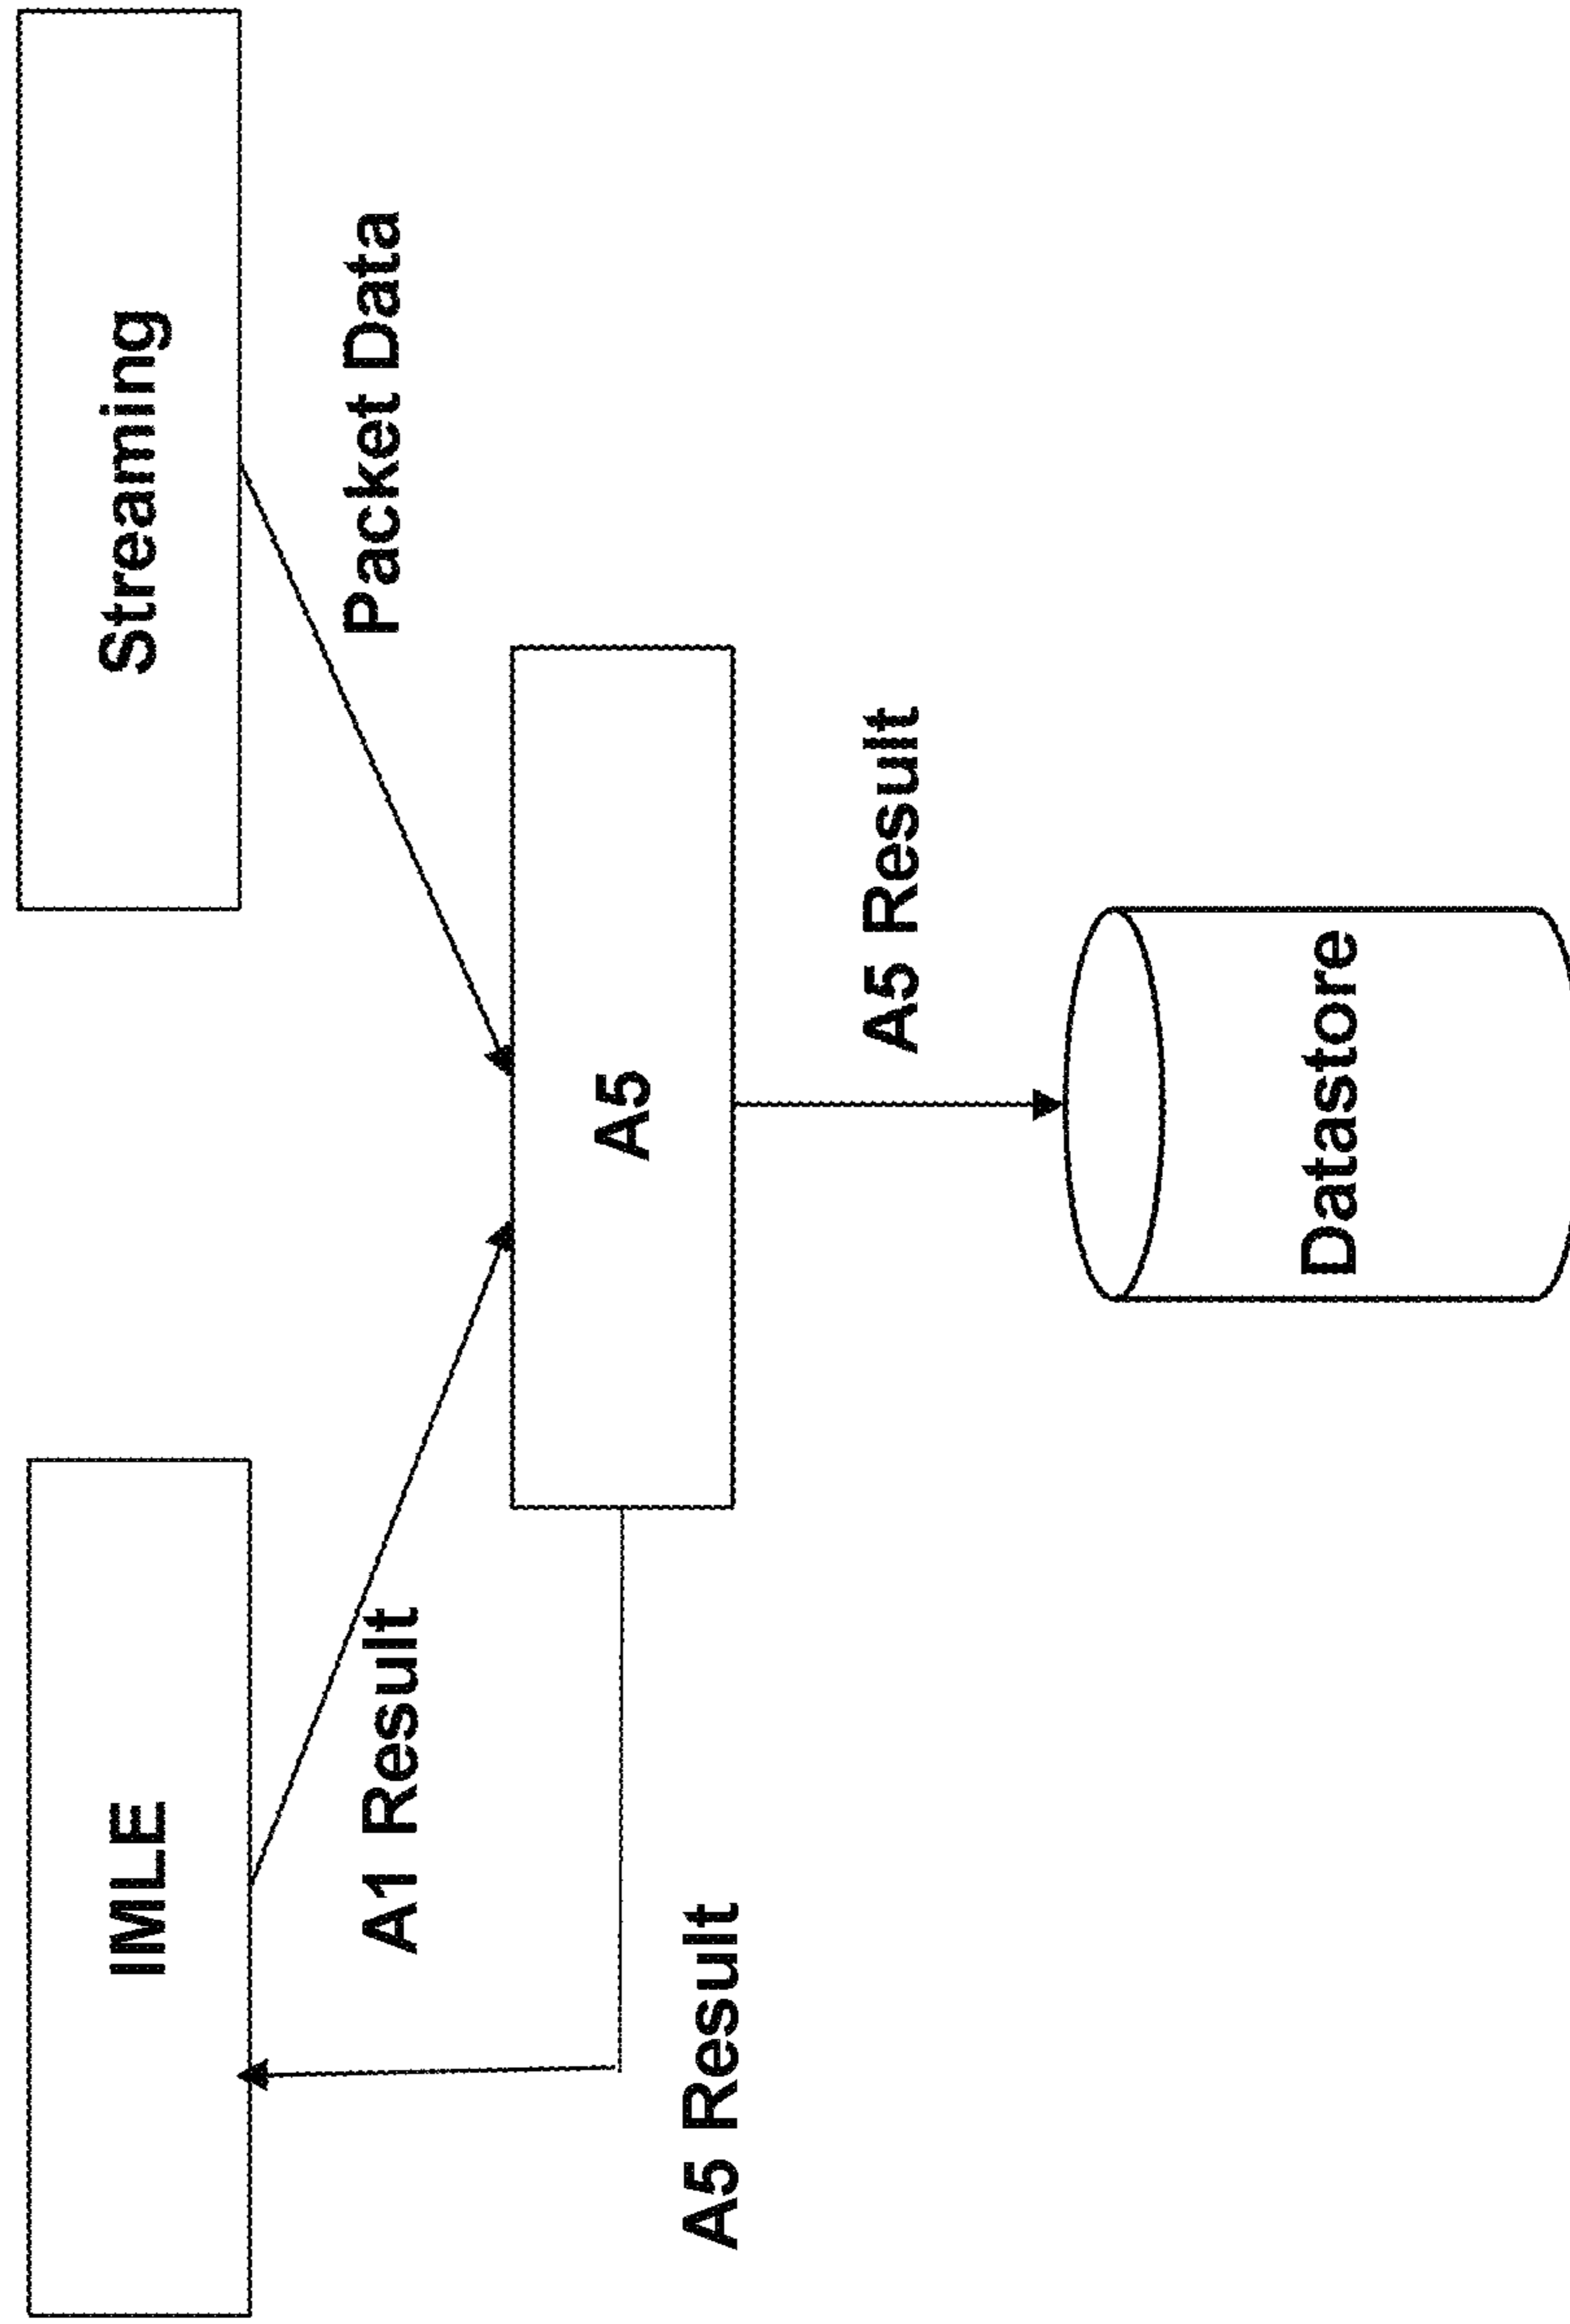 IMLE
Streaming
A1 Result
Packet Data
A5
A5 Result
A5 Result
Datastore